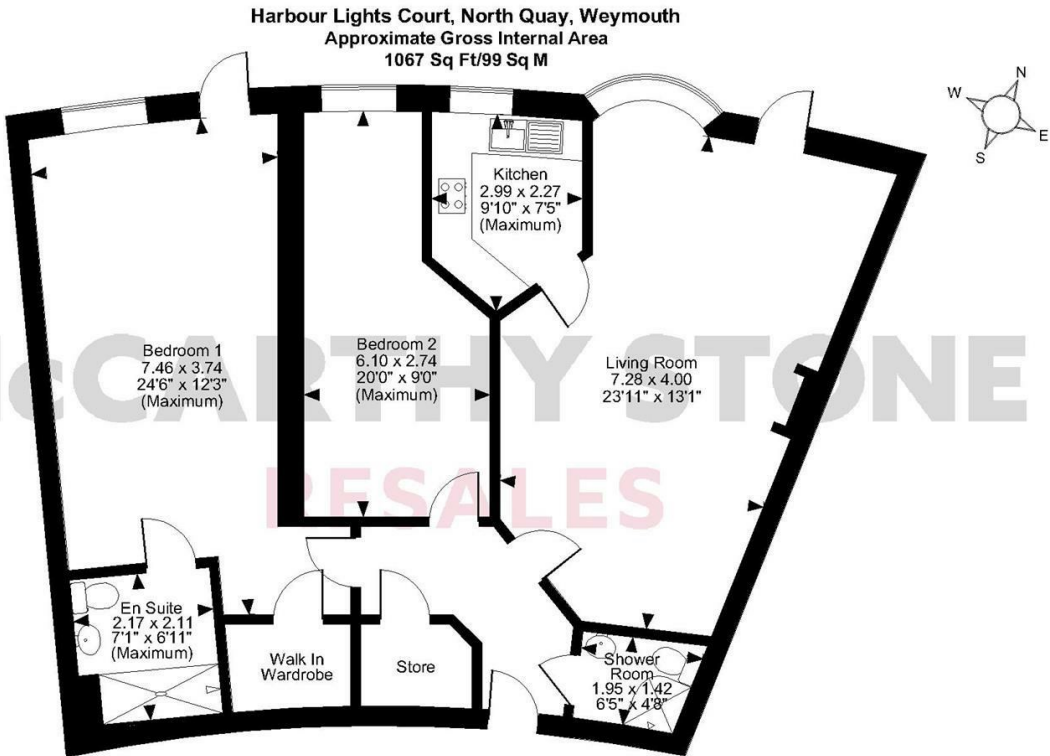 Harbour Lights Court, North Quay, Weymouth
Approximate Gross Internal Area
1067 Sq Ft/99 Sq M
N
W
E
S
Kitchen
2.99 x 2.27
9'10" x 7'5"
(Maximum)
Bedroom 1
7.46 x 3.74
24'6" x 12'3"
(Maximum)
Bedroom 2
6.10 x 2.74
20'0" x 9'0"
(Maximum)
Living Room
7.28 x 4.00
23'11" x 13'1"
McCARTHY STONE
RESALES
En Suite
2.17 x 2.11
7'1" x 6'11"
(Maximum)
Walk In
Wardrobe
Store
Shower
Room
1.95 x 1.42
6'5" x 4'8"